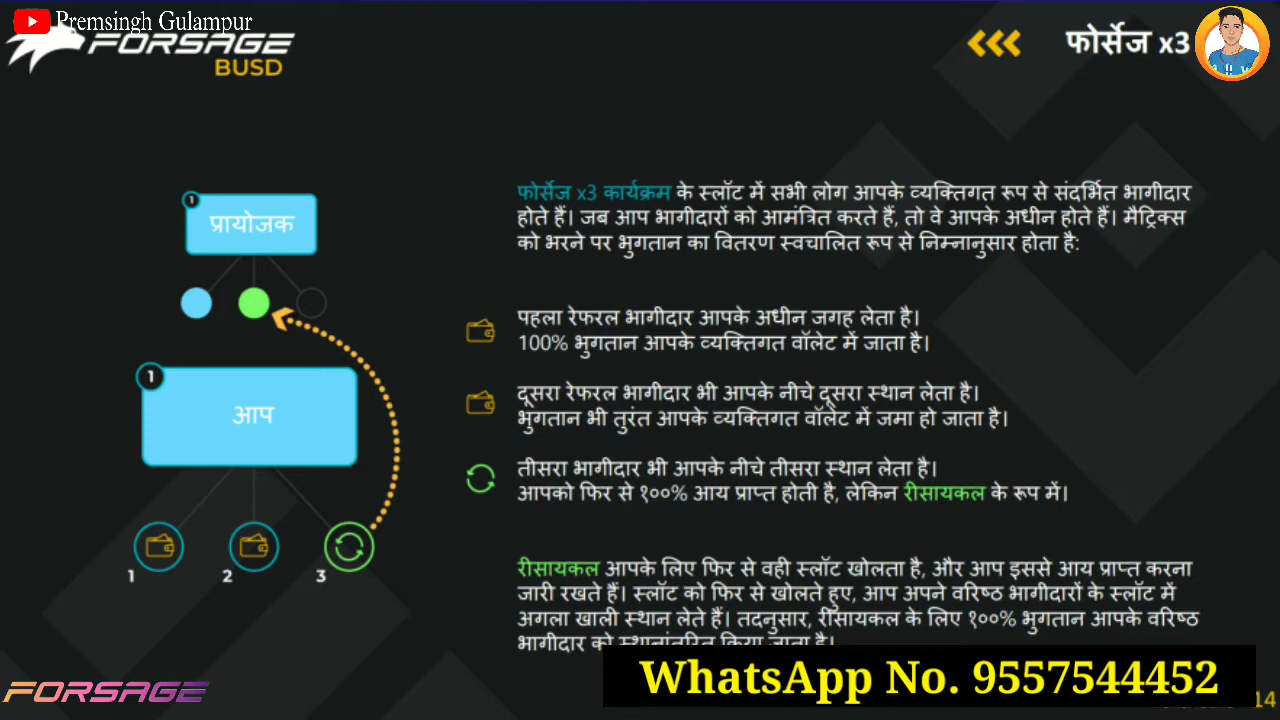 Premsingh Gulampur
FORSAGE
BUSD
फोर्सेज x3
1
प्रायोजक
1
आप
1
2
3
फोर्सेज x3 कार्यक्रम के स्लॉट में सभी लोग आपके व्यक्तिगत रूप से संदर्भित भागीदार
होते हैं। जब आप भागीदारों को आमंत्रित करते हैं, तो वे आपके अधीन होते हैं। मैट्रिक्स
को भरने पर भुगतान का वितरण स्वचालित रूप से निम्नानुसार होता है:
पहला रेफरल भागीदार आपके अधीन जगह लेता है।
100% भुगतान आपके व्यक्तिगत वॉलेट में जाता है।
दूसरा रेफरल भागीदार भी आपके नीचे दूसरा स्थान लेता है।
भुगतान भी तुरंत आपके व्यक्तिगत वॉलेट में जमा हो जाता है।
तीसरा भागीदार भी आपके नीचे तीसरा स्थान लेता है।
आपको फिर से १००% आय प्राप्त होती है, लेकिन रीसायकल के रूप में।
रीसायकल आपके लिए फिर से वही स्लॉट खोलता है, और आप इससे आय प्राप्त करना
जारी रखते हैं। स्लॉट को फिर से खोलते हुए, आप अपने वरिष्ठ भागीदारों के स्लॉट में
अगला खाली स्थान लेते हैं। तदनुसार, रीसायकल के लिए १००% भुगतान आपके वरिष्ठ
भागीदार को स्थानांतरित किया जाता है।
WhatsApp No. 9557544452
FORSAGE
14